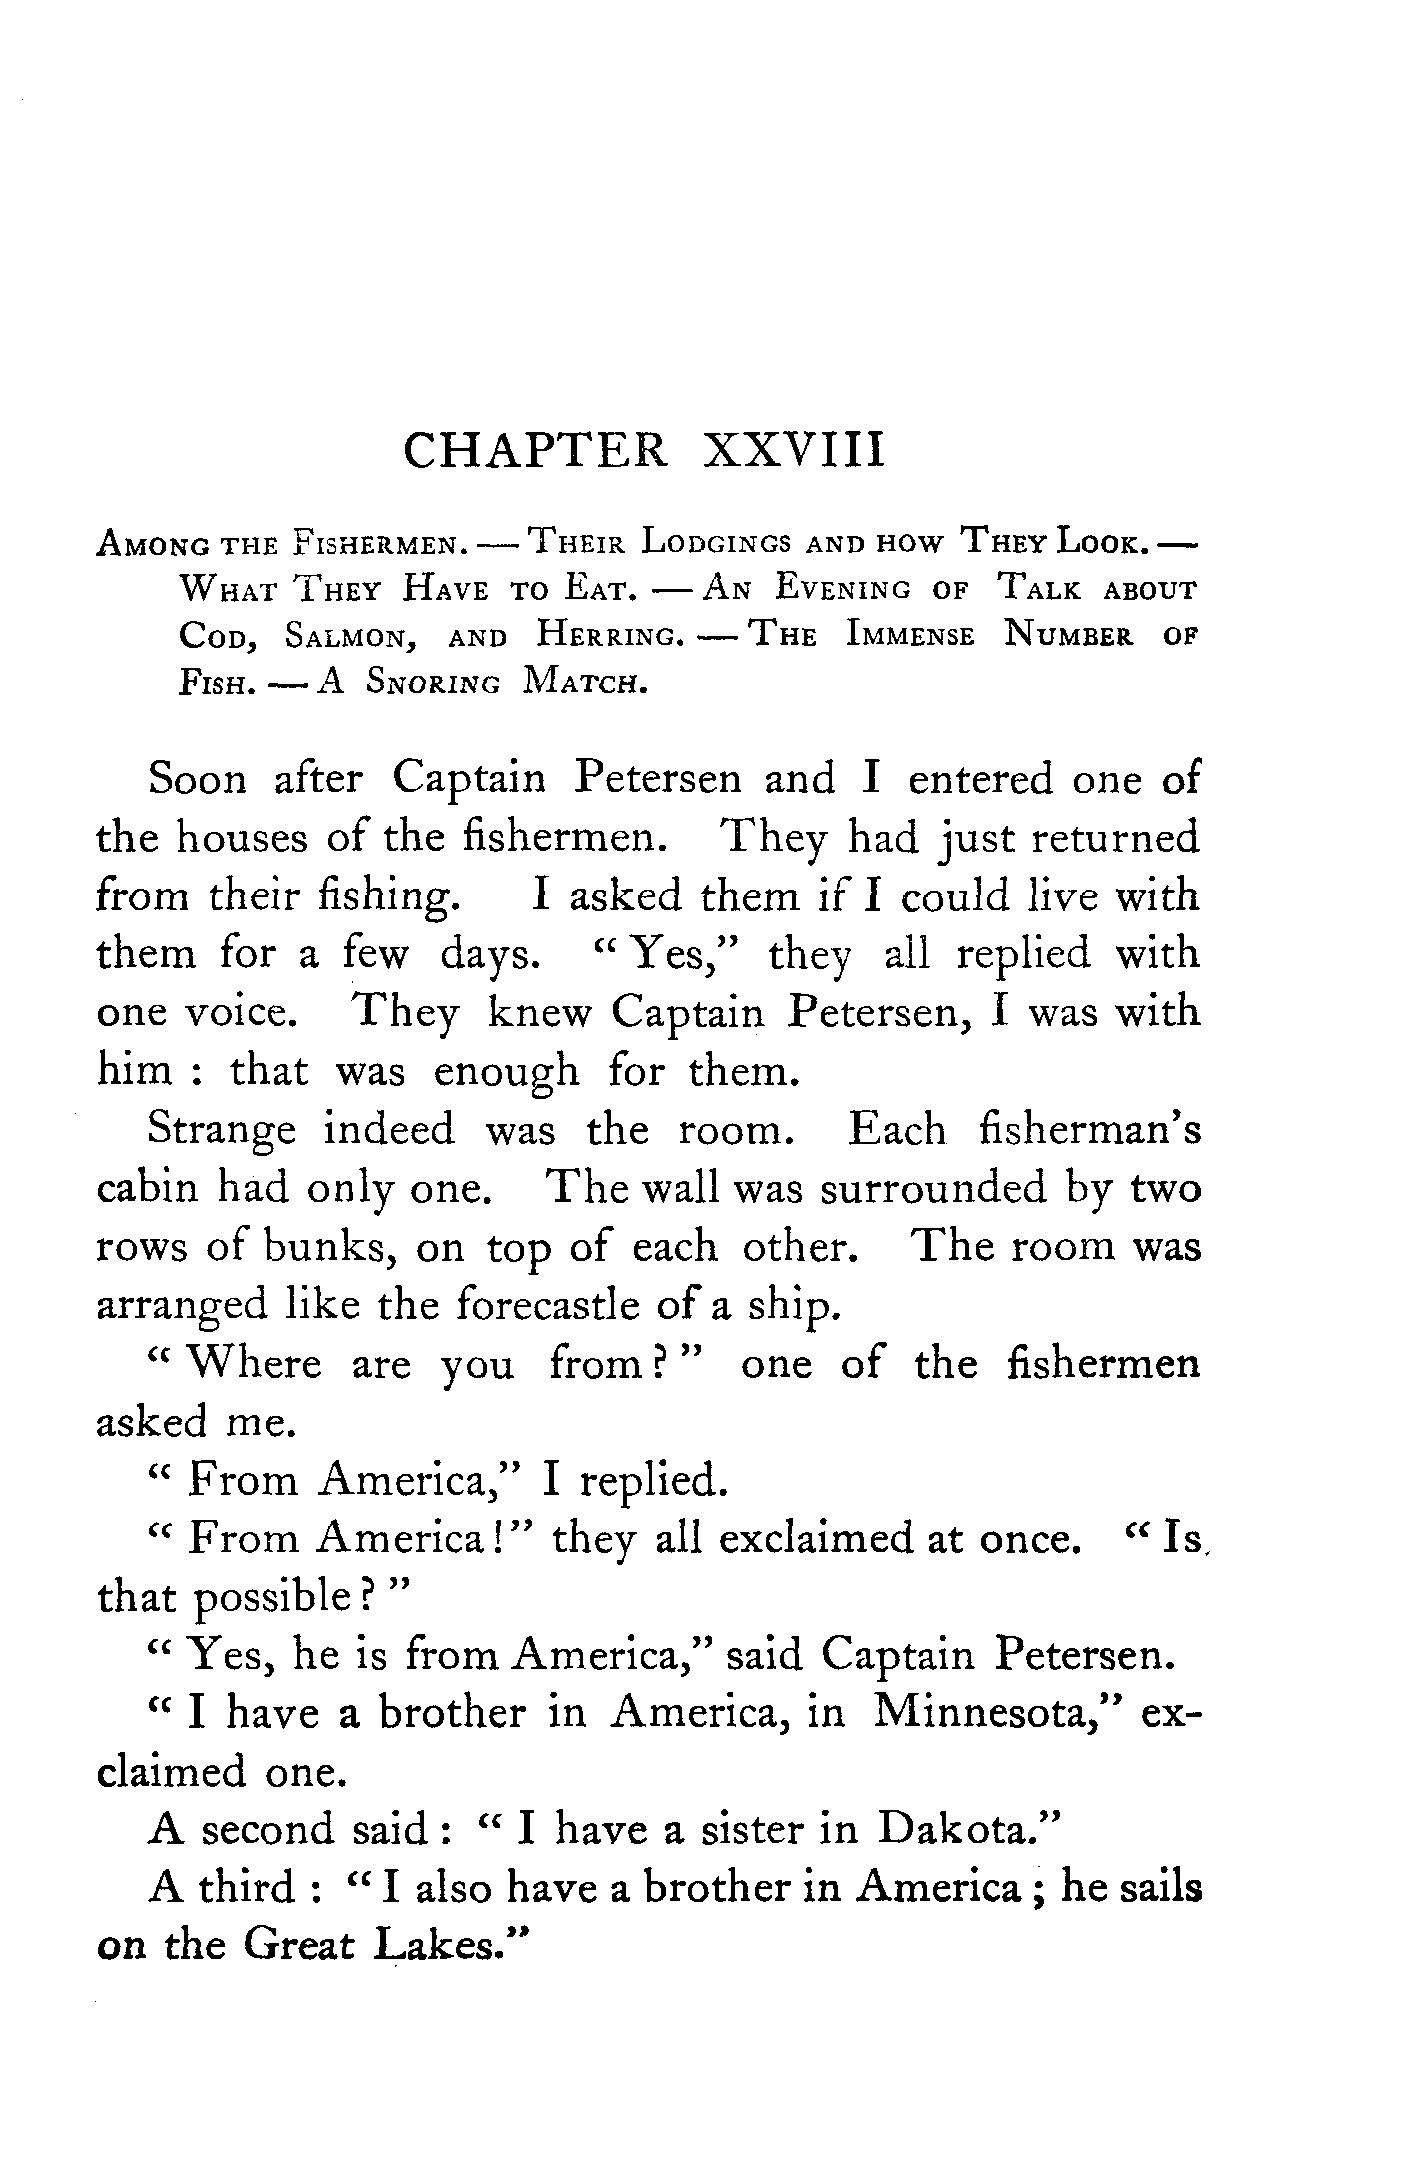 CHAPTER XXVIII
Among the Fishermen. — Their Lodgings and how They Look. —
What They Have to Eat. — An Evening of Talk about
Cod, Salmon, and Herring. — The Immense Number of
Fish. — A Snoring Match.
Soon after Captain Petersen and I entered one of
the houses of the fishermen. They had just returned
from their fishing. I asked them if I could live with
them for a few days. “ Yes,” they all replied with
one voice. They knew Captain Petersen, I was with
him : that was enough for them.
Strange indeed was the room. Each fisherman’s
cabin had only one. The wall was surrounded by two
rows of bunks, on top of each other. The room was
arranged like the forecastle of a ship.
“ Where are you from ? ” one of the fishermen
asked me.
“ From America,” I replied.
“ From America !” they all exclaimed at once. “ Is
that possible ? ”
“ Yes, he is from America,” said Captain Petersen.
“ I have a brother in America, in Minnesota,” ex-
claimed one.
A second said : “ I have a sister in Dakota.”
A third : “ I also have a brother in America ; he sails
on the Great Lakes.”